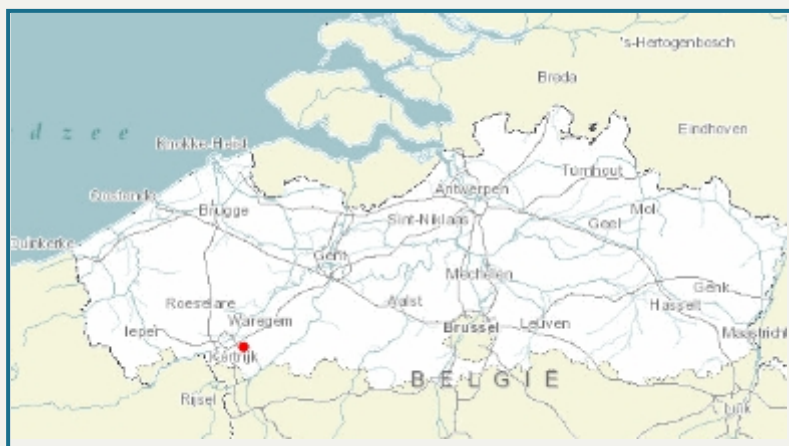 's-Hertogenbosch
Breda
Eindhoven
d z e e
Knokke-Heist
Turnhout
Antwerpen
Oostende
Brugge
Sint-Niklaas
Mol
Geel
Duinkerke
Gent
Mechelen
Genk
Roeselare
Aalst
Hasselt
Waregem
Ieper
Brussel
Leuven
Maastricht
Kortrijk
BELGIË
Rijsel
Luik